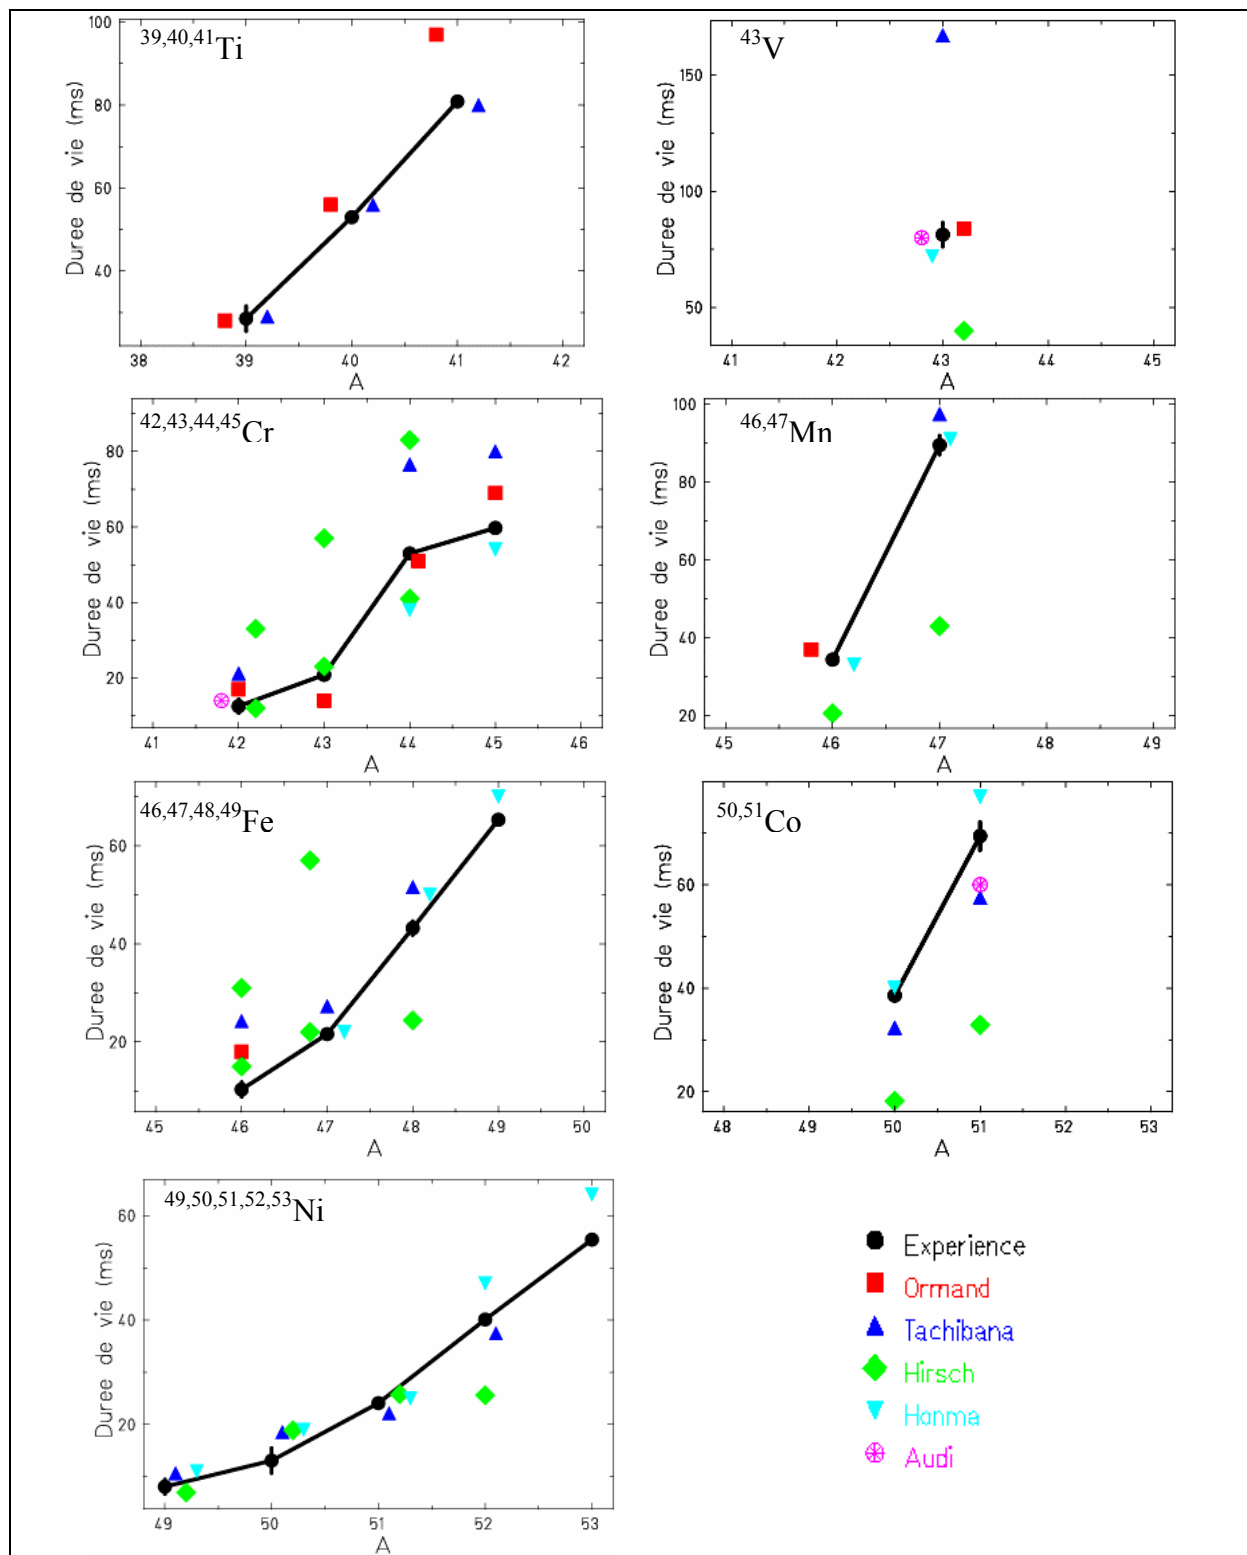 39,40,41Ti
Duree de vie (ms)
100
80
60
40
38 39 40 41 42
A
43V
Duree de vie (ms)
150
100
50
41 42 43 44 45
A
42,43,44,45Cr
Duree de vie (ms)
80
60
40
20
41 42 43 44 45 46
A
46,47Mn
Duree de vie (ms)
100
80
60
40
20
45 46 47 48 49
A
46,47,48,49Fe
Duree de vie (ms)
60
40
20
45 46 47 48 49 50
A
50,51Co
Duree de vie (ms)
60
40
20
48 49 50 51 52 53
A
49,50,51,52,53Ni
Duree de vie (ms)
60
40
20
49 50 51 52 53
A
Experience
Ormand
Tachibana
Hirsch
Honma
Audi